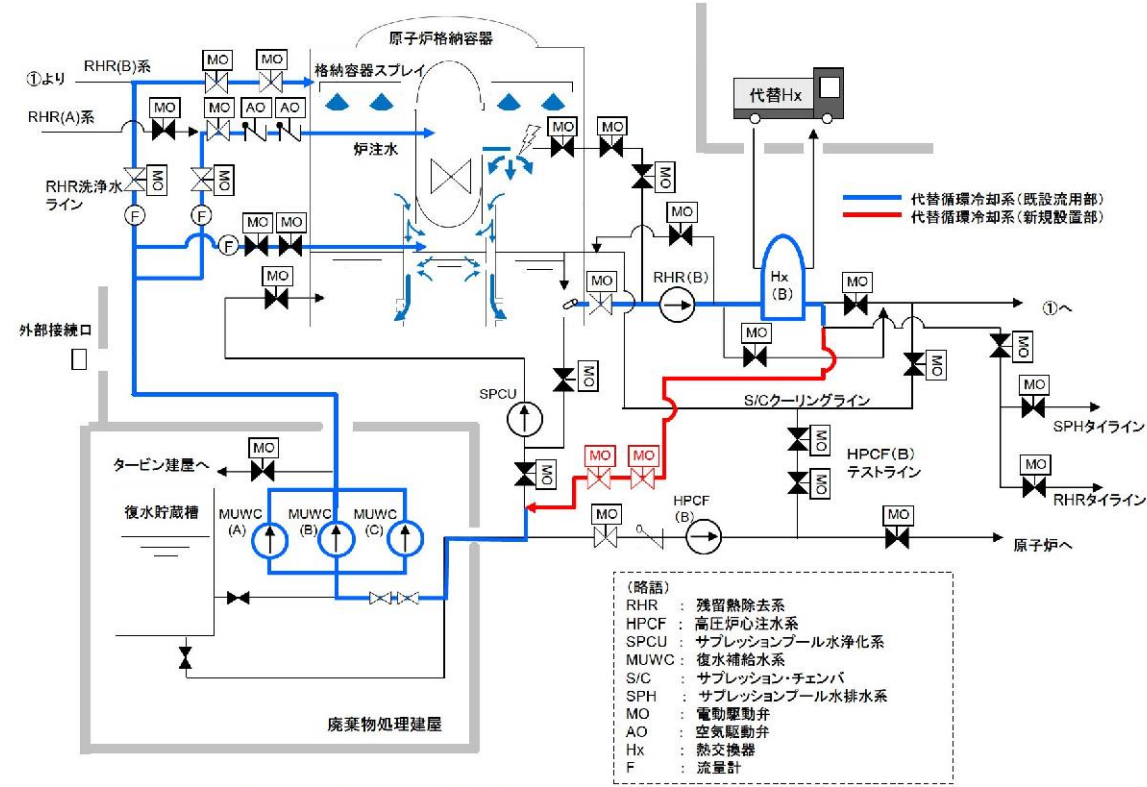 原子炉格納容器
MO
MO
RHR(B)系
①より
格納容器スプレイ
代替Hx
RHR(A)系
MO
MO
AO
AO
炉注水
MO
MO
MO
RHR洗浄水
ライン
MO
MO
F
F
代替循環冷却系(既設流用部)
代替循環冷却系(新規設置部)
MO
MO
F
MO
MO
RHR(B)
Hx
(B)
MO
MO
①へ
外部接続口
MO
MO
MO
MO
SPCU
S/Cクーリングライン
MO
SPHタイライン
MO
タービン建屋へ
MO
MO
MO
MO
HPCF(B)
テストライン
MO
MO
RHRタイライン
復水貯蔵槽
MUWC
(A)
MUWC
(B)
MUWC
(C)
MO
HPCF
(B)
MO
原子炉へ
(略語)
RHR : 残留熱除去系
HPCF : 高圧炉心注水系
SPCU : サプレッションプール水浄化系
MUWC : 復水補給水系
S/C : サプレッション・チェンバ
SPH : サプレッションプール水排水系
MO : 電動駆動弁
AO : 空気駆動弁
Hx : 熱交換器
F : 流量計
廃棄物処理建屋